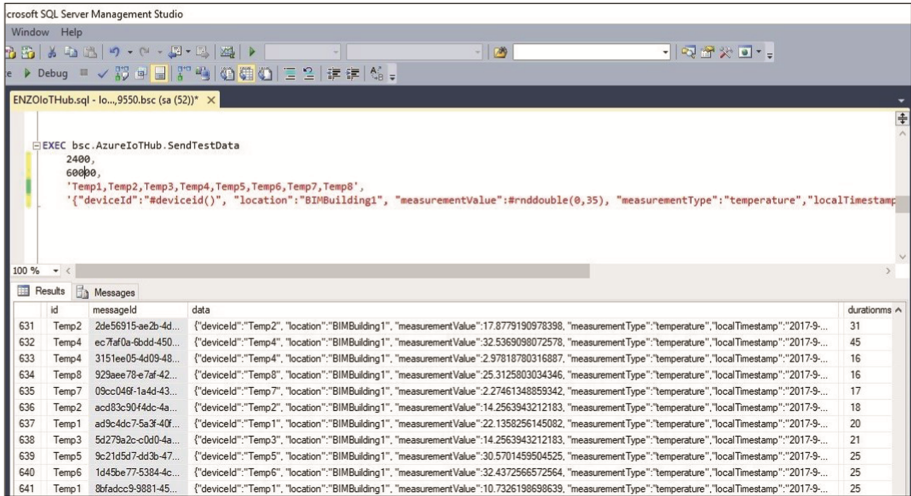 crosoft SQL Server Management Studio
Window Help
e Debug
ENZOIoTHub.sql - lo...,9550.bsc (sa (52))* X
EXEC bsc.AzureIoTHub.SendTestData
2400,
60000,
'Temp1,Temp2,Temp3,Temp4,Temp5,Temp6,Temp7,Temp8',
'{"deviceId":"#deviceid()", "location":"BIMBuilding1", "measurementValue":#rnddouble(0,35), "measurementType":"temperature","localTimestamp
100 %
Results Messages
id messageId data durationms
631 Temp2 2de56915-ae2b-4d... {"deviceId":"Temp2", "location":"BIMBuilding1", "measurementValue":17.8779190978398, "measurementType":"temperature","localTimestamp":"2017-9-... 31
632 Temp4 ec7faf0a-6bdd-450... {"deviceId":"Temp4", "location":"BIMBuilding1", "measurementValue":32.5369098072578, "measurementType":"temperature","localTimestamp":"2017-9-... 45
633 Temp4 3151ee05-4d09-48... {"deviceId":"Temp4", "location":"BIMBuilding1", "measurementValue":2.97818780316887, "measurementType":"temperature","localTimestamp":"2017-9-... 16
634 Temp8 929aee78-e7af-42... {"deviceId":"Temp8", "location":"BIMBuilding1", "measurementValue":25.3125803034346, "measurementType":"temperature","localTimestamp":"2017-9-... 16
635 Temp7 09cc046f-1a4d-43... {"deviceId":"Temp7", "location":"BIMBuilding1", "measurementValue":2.27461348859342, "measurementType":"temperature","localTimestamp":"2017-9-... 17
636 Temp2 acd83c90-f4dc-4a... {"deviceId":"Temp2", "location":"BIMBuilding1", "measurementValue":14.2563943212183, "measurementType":"temperature","localTimestamp":"2017-9-... 18
637 Temp1 ad9c4dc7-5a3f-40f... {"deviceId":"Temp1", "location":"BIMBuilding1", "measurementValue":22.1358256145082, "measurementType":"temperature","localTimestamp":"2017-9-... 20
638 Temp3 5d279a2c-c0d0-4a... {"deviceId":"Temp3", "location":"BIMBuilding1", "measurementValue":14.2563943212183, "measurementType":"temperature","localTimestamp":"2017-9-... 21
639 Temp5 9c21d5d7-dd3b-47... {"deviceId":"Temp5", "location":"BIMBuilding1", "measurementValue":30.5701459504525, "measurementType":"temperature","localTimestamp":"2017-9-... 25
640 Temp6 1d45be77-5384-4c... {"deviceId":"Temp6", "location":"BIMBuilding1", "measurementValue":32.4372566572564, "measurementType":"temperature","localTimestamp":"2017-9-... 25
641 Temp1 8bfadcc9-9881-45... {"deviceId":"Temp1", "location":"BIMBuilding1", "measurementValue":10.7326198698639, "measurementType":"temperature","localTimestamp":"2017-9-... 25